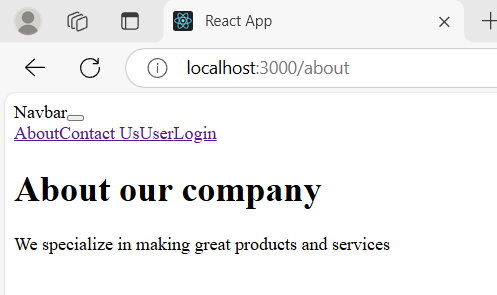 React App
localhost:3000/about
Navbar
AboutContact UsUserLogin
About our company
We specialize in making great products and services